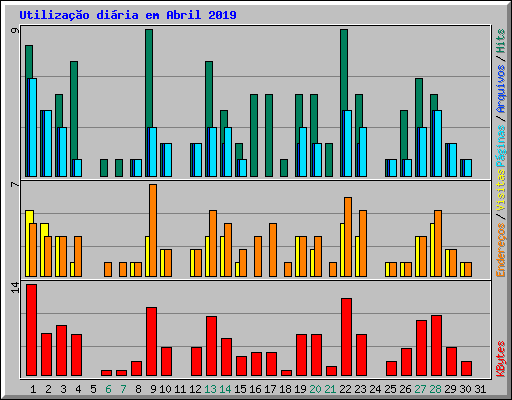 Utilização diária em Abril 2019
9
7
14
Hits / Arquivos / Páginas
Visitas / Endereços
KBytes
1 2 3 4 5 6 7 8 9 10 11 12 13 14 15 16 17 18 19 20 21 22 23 24 25 26 27 28 29 30 31